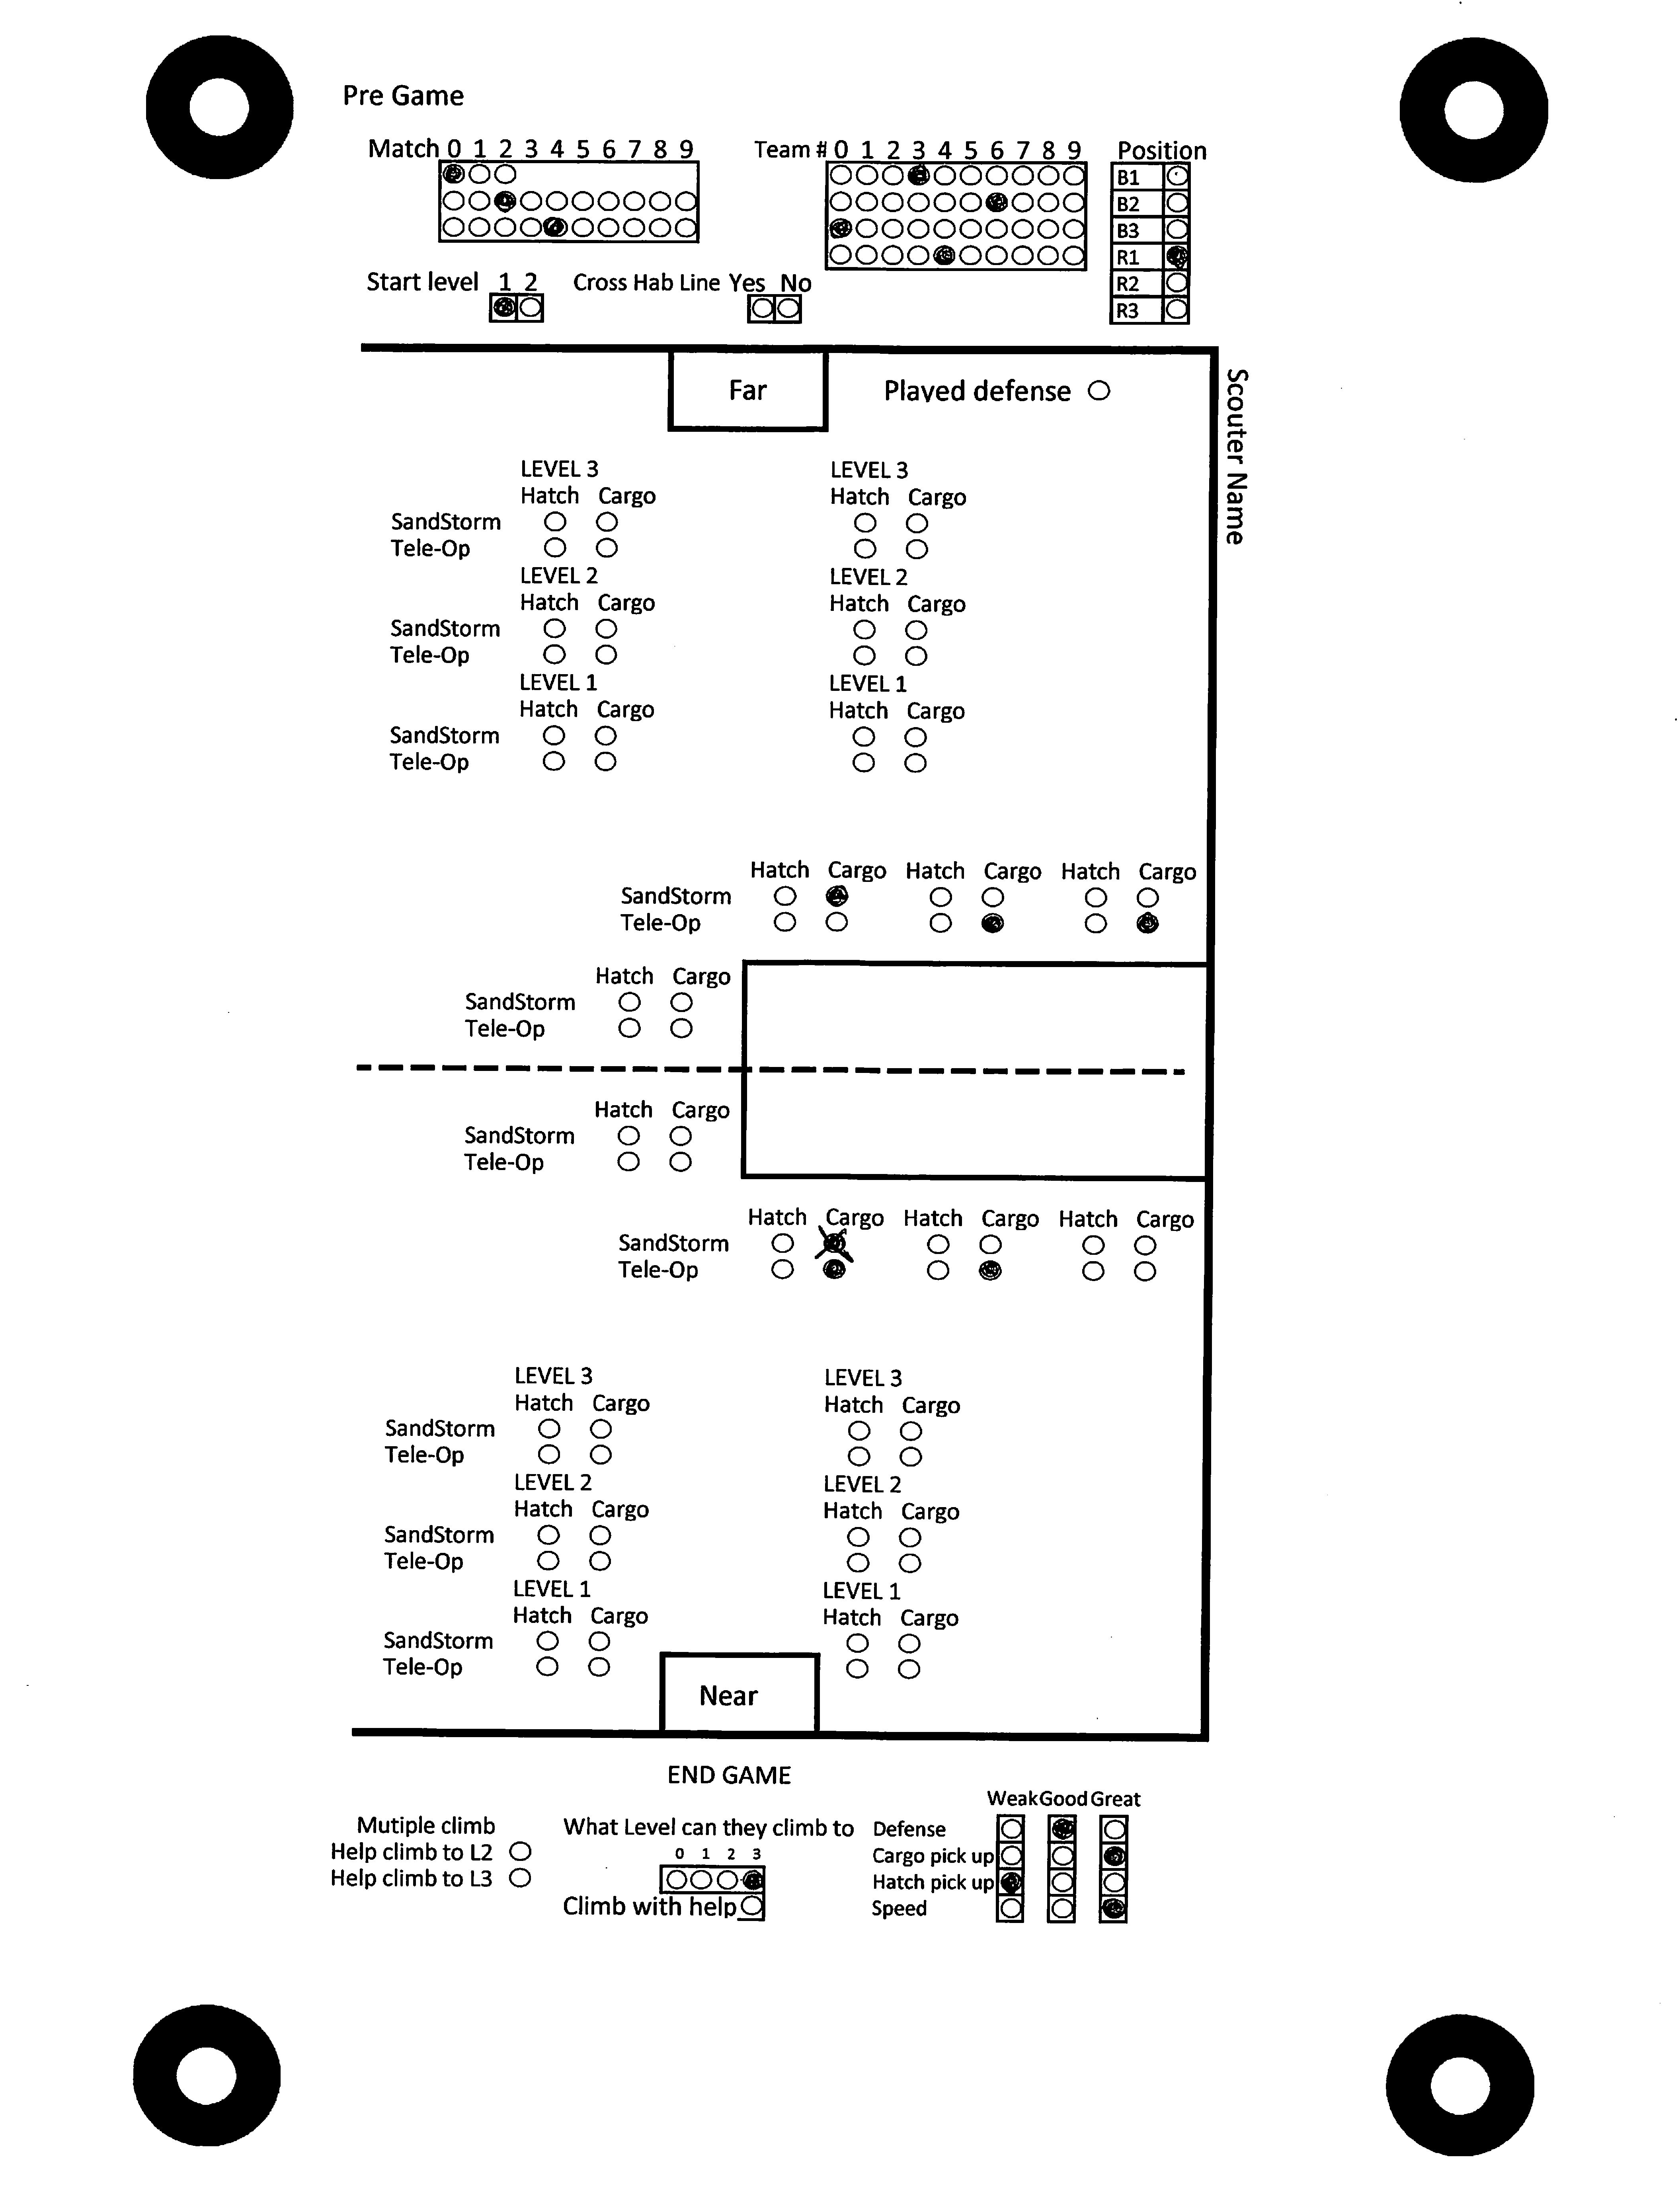 Pre Game
Match 0 1 2 3 4 5 6 7 8 9
Team # 0 1 2 3 4 5 6 7 8 9
Position
B1
B2
B3
R1
R2
R3
Start level 1 2
Cross Hab Line Yes No
Scouter Name
Far
Played defense
LEVEL 3 LEVEL 3
Hatch Cargo Hatch Cargo
SandStorm
Tele-Op
LEVEL 2 LEVEL 2
Hatch Cargo Hatch Cargo
SandStorm
Tele-Op
LEVEL 1 LEVEL 1
Hatch Cargo Hatch Cargo
SandStorm
Tele-Op
Hatch Cargo Hatch Cargo Hatch Cargo
SandStorm
Tele-Op
Hatch Cargo
SandStorm
Tele-Op
Hatch Cargo
SandStorm
Tele-Op
Hatch Cargo Hatch Cargo Hatch Cargo
SandStorm
Tele-Op
LEVEL 3 LEVEL 3
Hatch Cargo Hatch Cargo
SandStorm
Tele-Op
LEVEL 2 LEVEL 2
Hatch Cargo Hatch Cargo
SandStorm
Tele-Op
LEVEL 1 LEVEL 1
Hatch Cargo Hatch Cargo
SandStorm
Tele-Op
Near
END GAME
Mutiple climb
Help climb to L2
Help climb to L3
What Level can they climb to
0 1 2 3
Climb with help
Weak Good Great
Defense
Cargo pick up
Hatch pick up
Speed